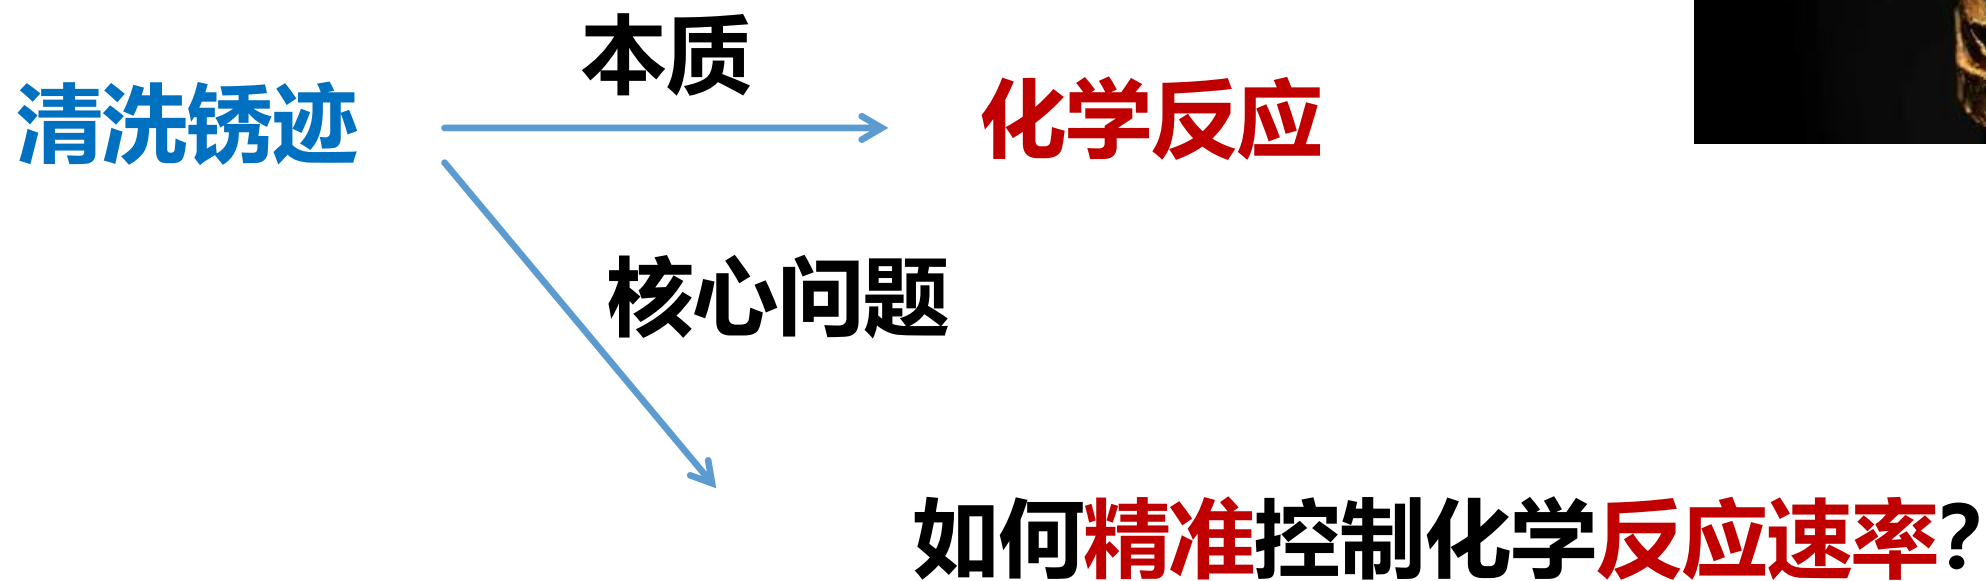 本质
清洗锈迹
化学反应
核心问题
如何精准控制化学反应速率?